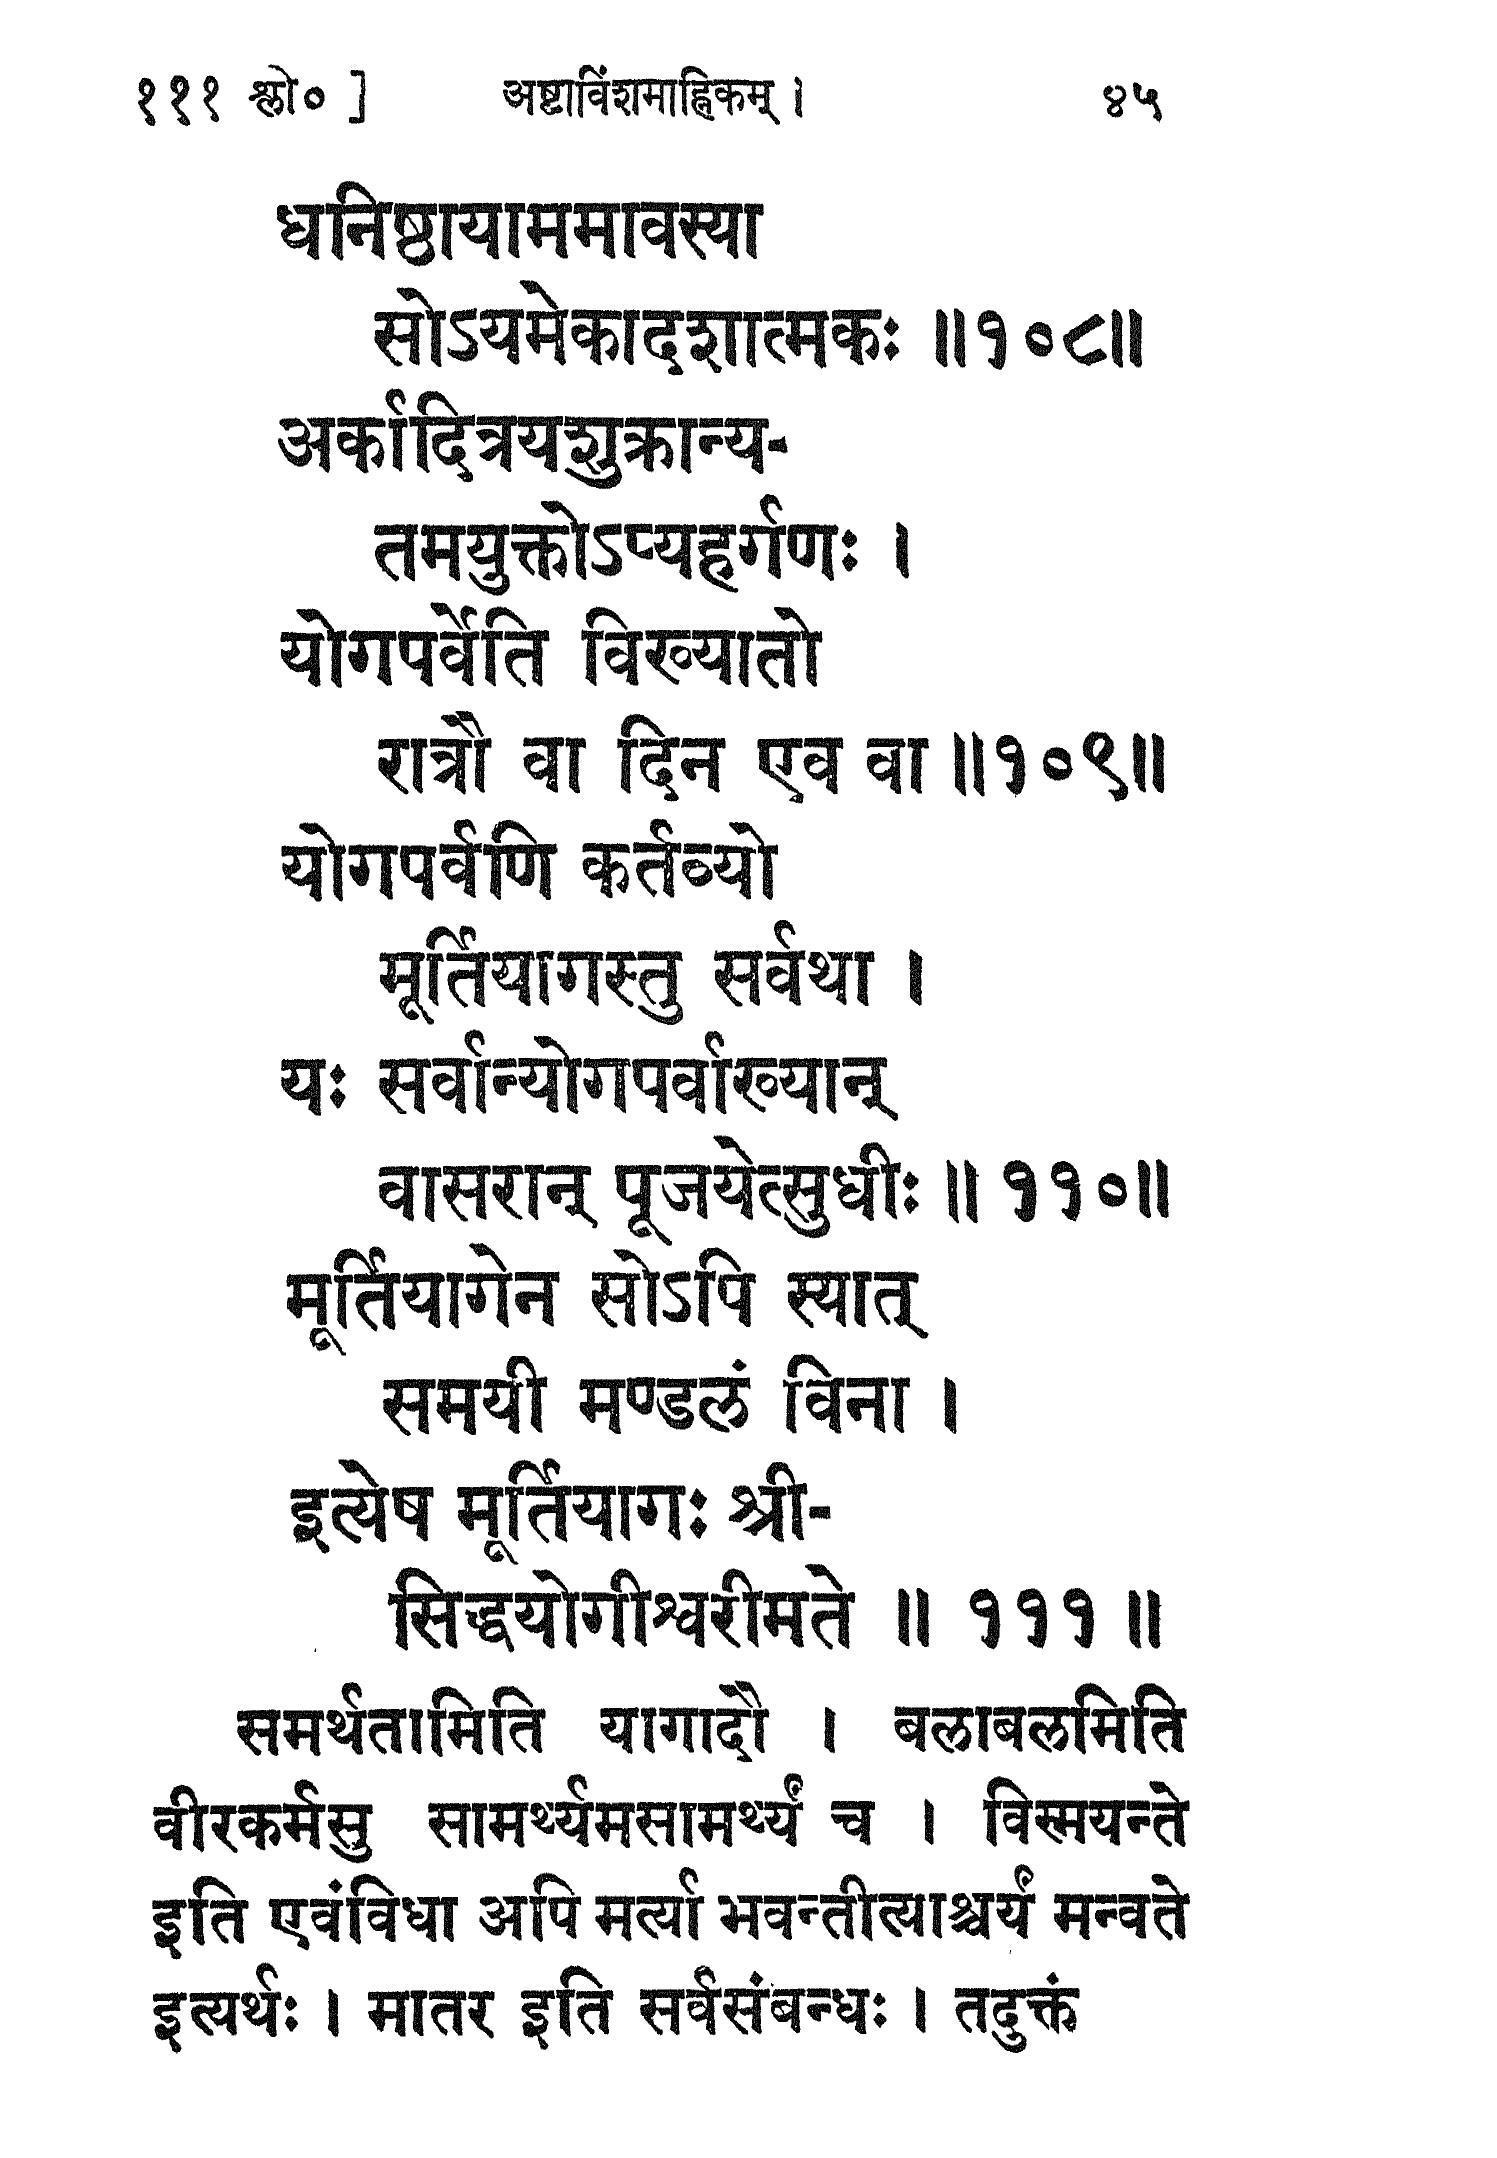 १११ श्लो० ] अष्टाविंशमाह्निकम् । ४५
धनिष्ठायाममावस्या
सोऽयमेकादशात्मकः ॥१०८॥
अर्कादित्रयशुक्रान्य-
तमयुक्तोऽप्यहर्गणः ।
योगपर्वेति विख्यातो
रात्रौ वा दिन एव वा ॥१०९॥
योगपर्वणि कर्तव्यो
मूर्तियागस्तु सर्वथा ।
यः सर्वान्योगपर्वाख्यान्
वासरान् पूजयेत्सुधीः ॥ ११०॥
मूर्तियागेन सोऽपि स्यात्
समयी मण्डलं विना ।
इत्येष मूर्तियागः श्री-
सिद्धयोगीश्वरीमते ॥ १११ ॥
समर्थतामिति यागादौ । बलाबलमिति
वीरकर्मसु सामर्थ्यमसामर्थ्यं च । विस्मयन्ते
इति एवंविधा अपि मर्त्या भवन्तीत्याश्चर्यं मन्वते
इत्यर्थः । मातर इति सर्वसंबन्धः । तदुक्तं